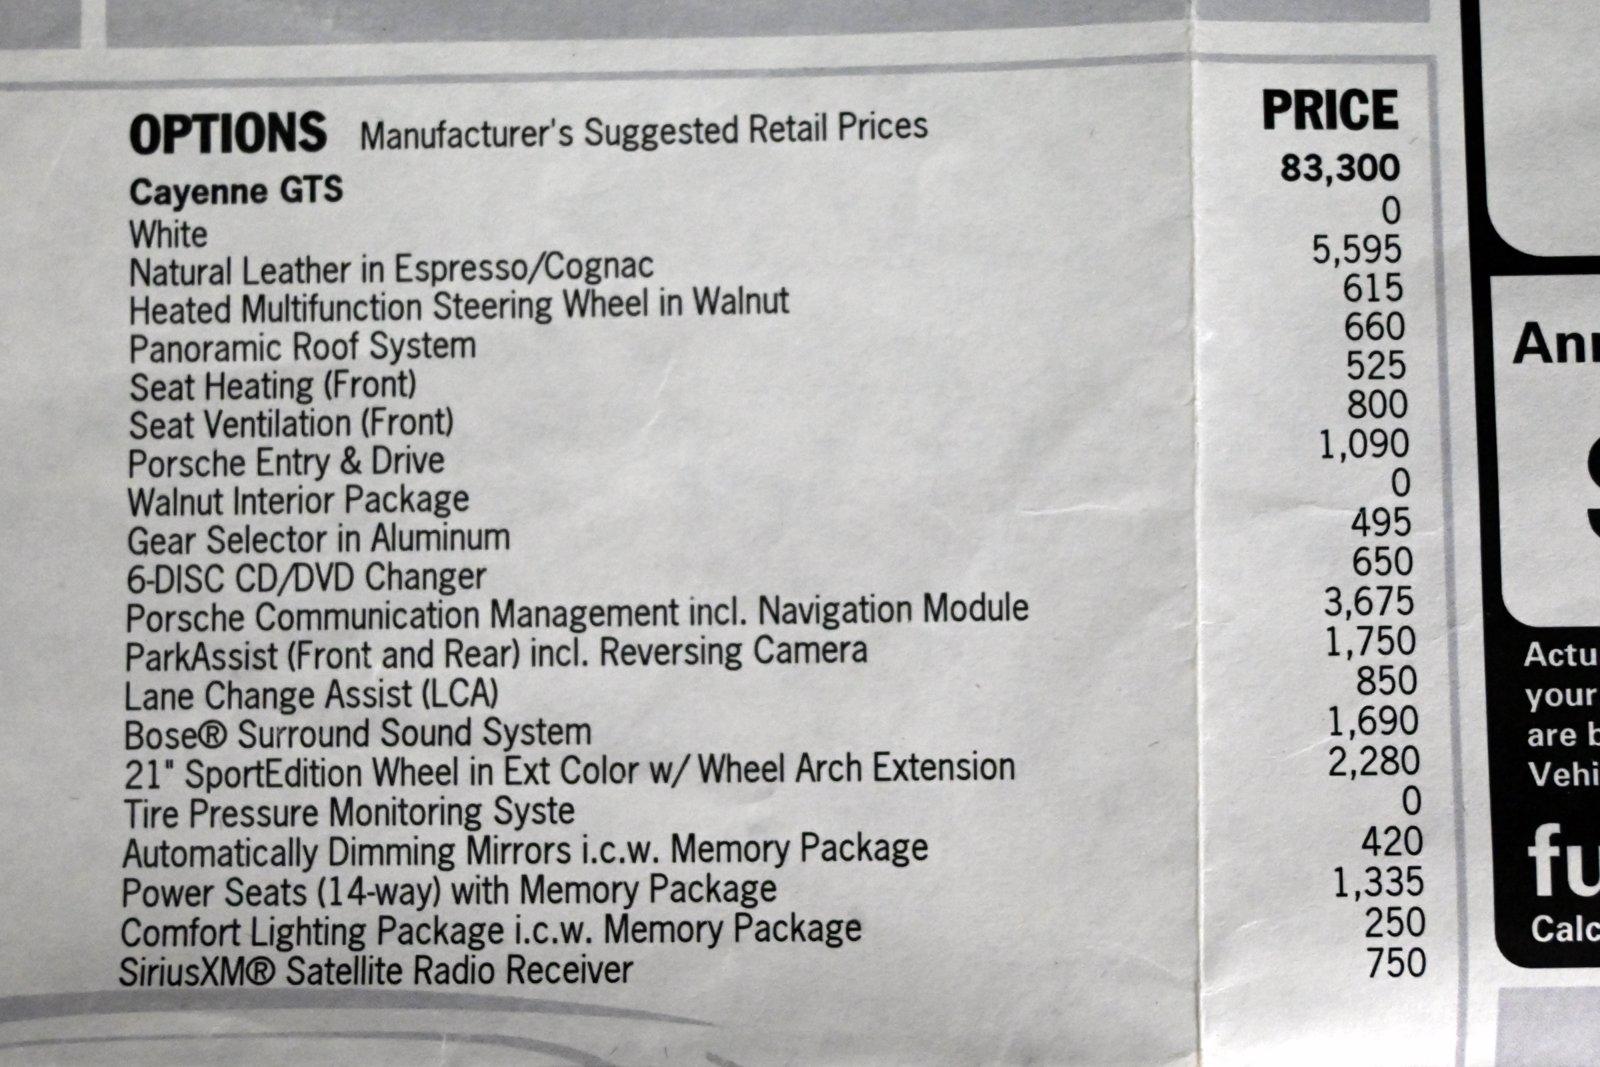 OPTIONS Manufacturer's Suggested Retail Prices PRICE
Cayenne GTS 83,300
White 0
Natural Leather in Espresso/Cognac 5,595
Heated Multifunction Steering Wheel in Walnut 615
Panoramic Roof System 660
Seat Heating (Front) 525
Seat Ventilation (Front) 800
Porsche Entry & Drive 1,090
Walnut Interior Package 0
Gear Selector in Aluminum 495
6-DISC CD/DVD Changer 650
Porsche Communication Management incl. Navigation Module 3,675
ParkAssist (Front and Rear) incl. Reversing Camera 1,750
Lane Change Assist (LCA) 850
Bose® Surround Sound System 1,690
21" SportEdition Wheel in Ext Color w/ Wheel Arch Extension 2,280
Tire Pressure Monitoring Syste 0
Automatically Dimming Mirrors i.c.w. Memory Package 420
Power Seats (14-way) with Memory Package 1,335
Comfort Lighting Package i.c.w. Memory Package 250
SiriusXM® Satellite Radio Receiver 750
your
are